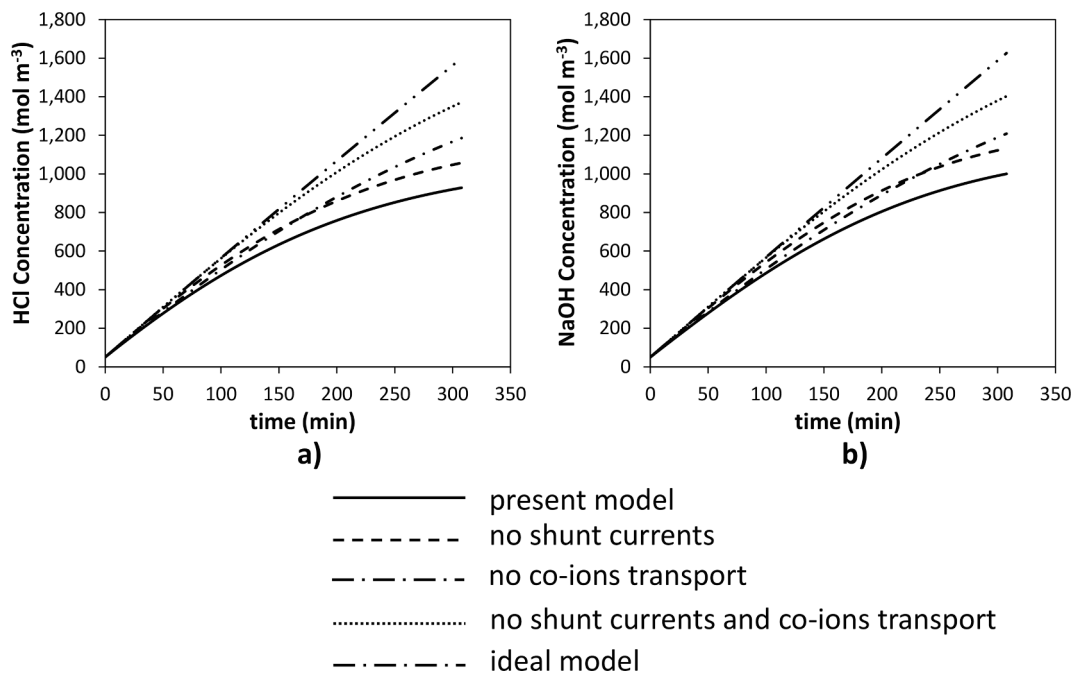 1,800
1,600
1,400
1,200
1,000
800
600
400
200
0
HCl Concentration (mol m-3)
0 50 100 150 200 250 300 350
time (min)
a)
1,800
1,600
1,400
1,200
1,000
800
600
400
200
0
NaOH Concentration (mol m-3)
0 50 100 150 200 250 300 350
time (min)
b)
present model
no shunt currents
no co-ions transport
no shunt currents and co-ions transport
ideal model